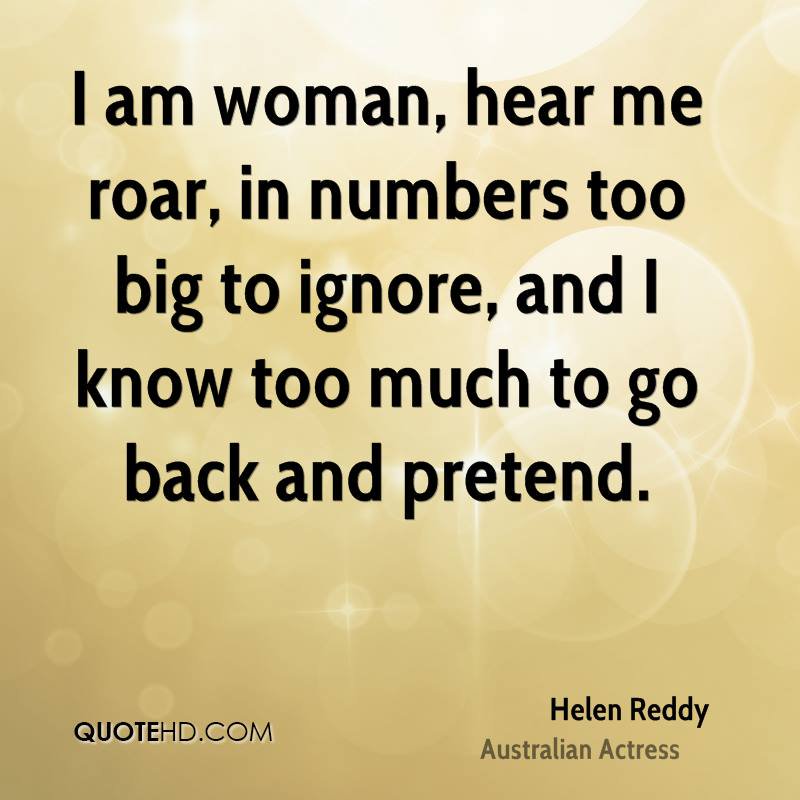 I am woman, hear me
roar, in numbers too
big to ignore, and I
know too much to go
back and pretend.
Helen Reddy
QUOTEHD.COM
Australian Actress